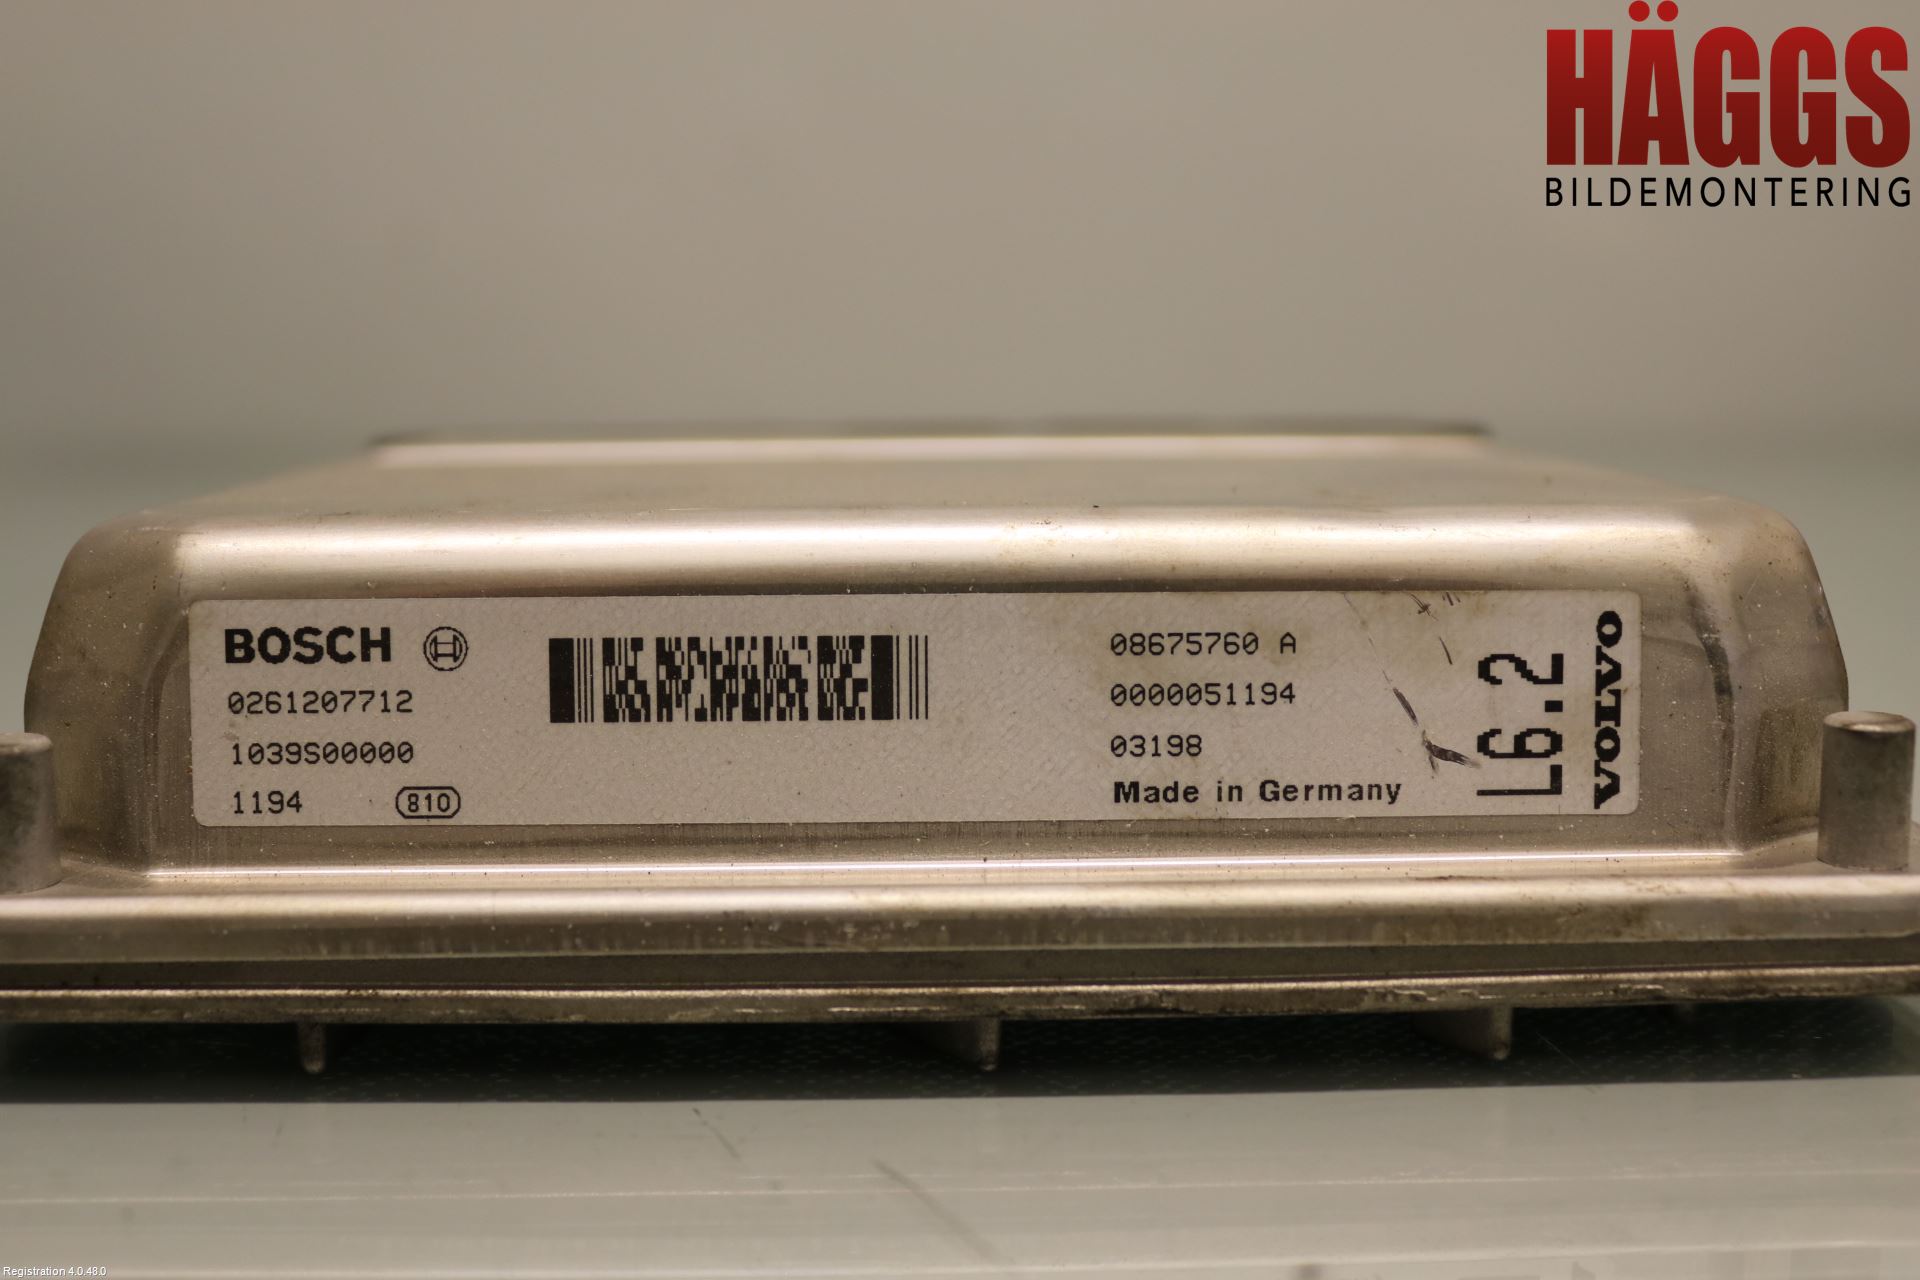 HÄGGS
BILDEMONTERING
BOSCH
0261207712
1039S00000
1194 810
08675760 A
0000051194
03198
Made in Germany
L6.2
VOLVO
Registration 4.0.48.0